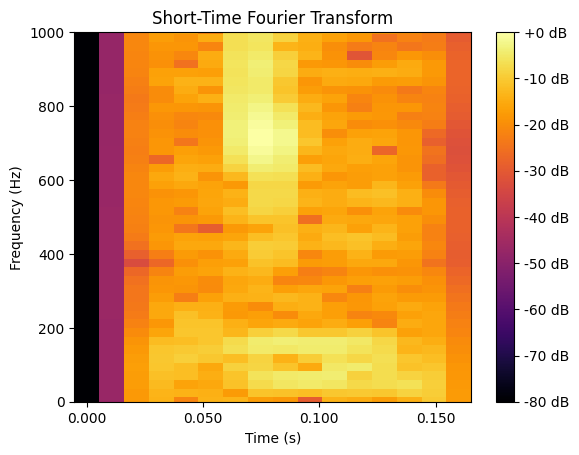 Short-Time Fourier Transform
1000
800
600
400
200
0
Frequency (Hz)
0.000
0.050
0.100
0.150
Time (s)
+0 dB
-10 dB
-20 dB
-30 dB
-40 dB
-50 dB
-60 dB
-70 dB
-80 dB